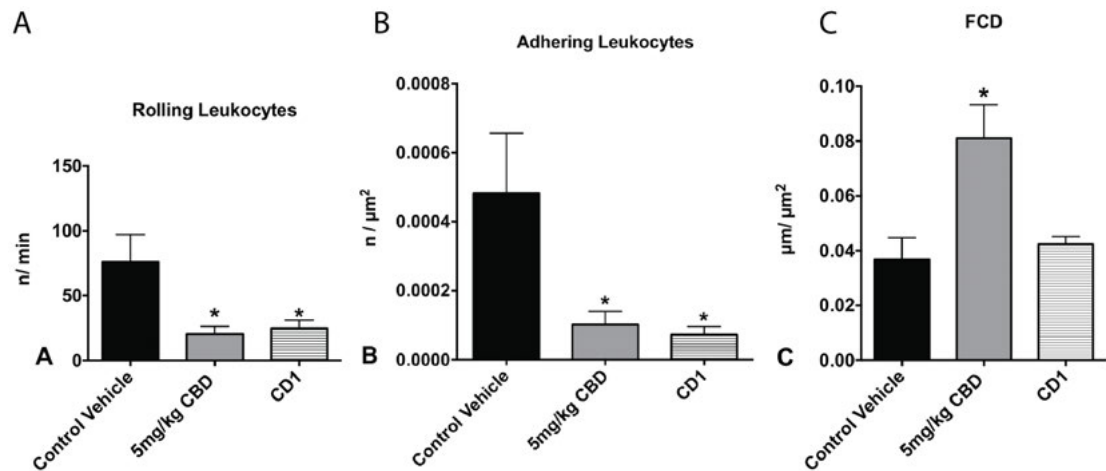 A
Rolling Leukocytes
n/ min
150
100
50
0
*
*
A
Control Vehicle
5mg/kg CBD
CD1
B
Adhering Leukocytes
n / µm²
0.0008
0.0006
0.0004
0.0002
0.0000
*
*
B
Control Vehicle
5mg/kg CBD
CD1
C
FCD
µm/ µm²
0.10
0.08
0.06
0.04
0.02
0.00
*
C
Control Vehicle
5mg/kg CBD
CD1